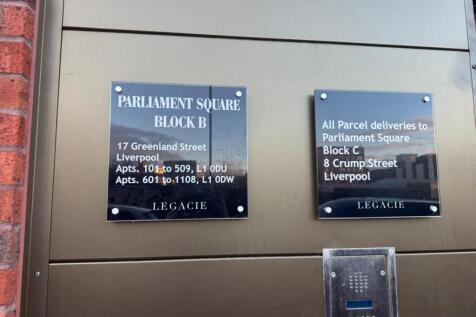 PARLIAMENT SQUARE
BLOCK B
17 Greenland Street
Liverpool
Apts. 101 to 509, L1 0DU
Apts. 601 to 1108, L1 0DW
LEGACIE
All Parcel deliveries to
Parliament Square
Block C
8 Crump Street
Liverpool
LEGACIE